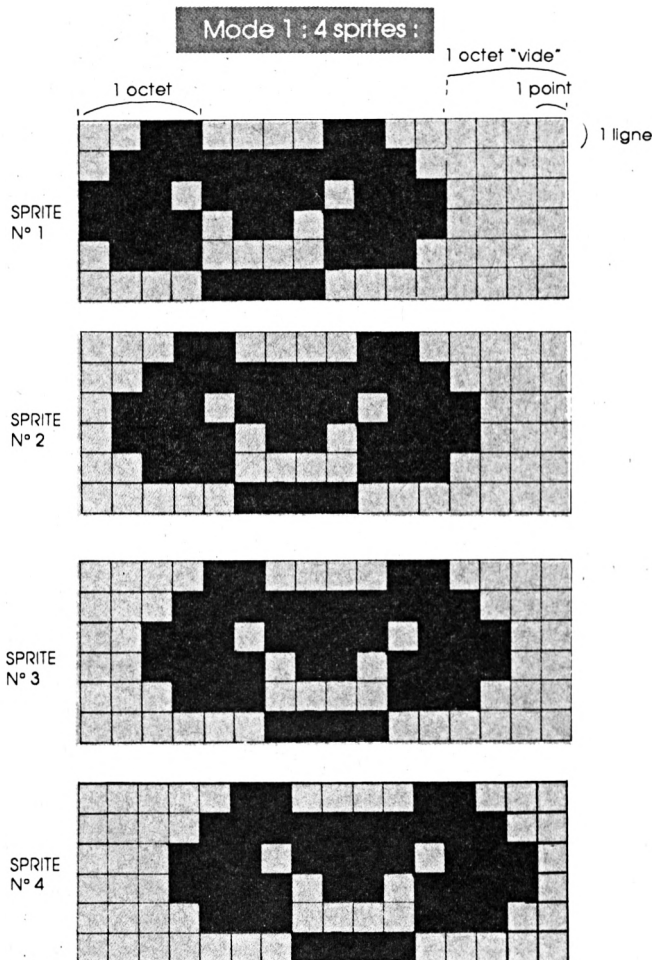 Mode 1 : 4 sprites :
1 octet "vide"
1 octet
1 point
1 ligne
SPRITE
N° 1
SPRITE
N° 2
SPRITE
N° 3
SPRITE
N° 4